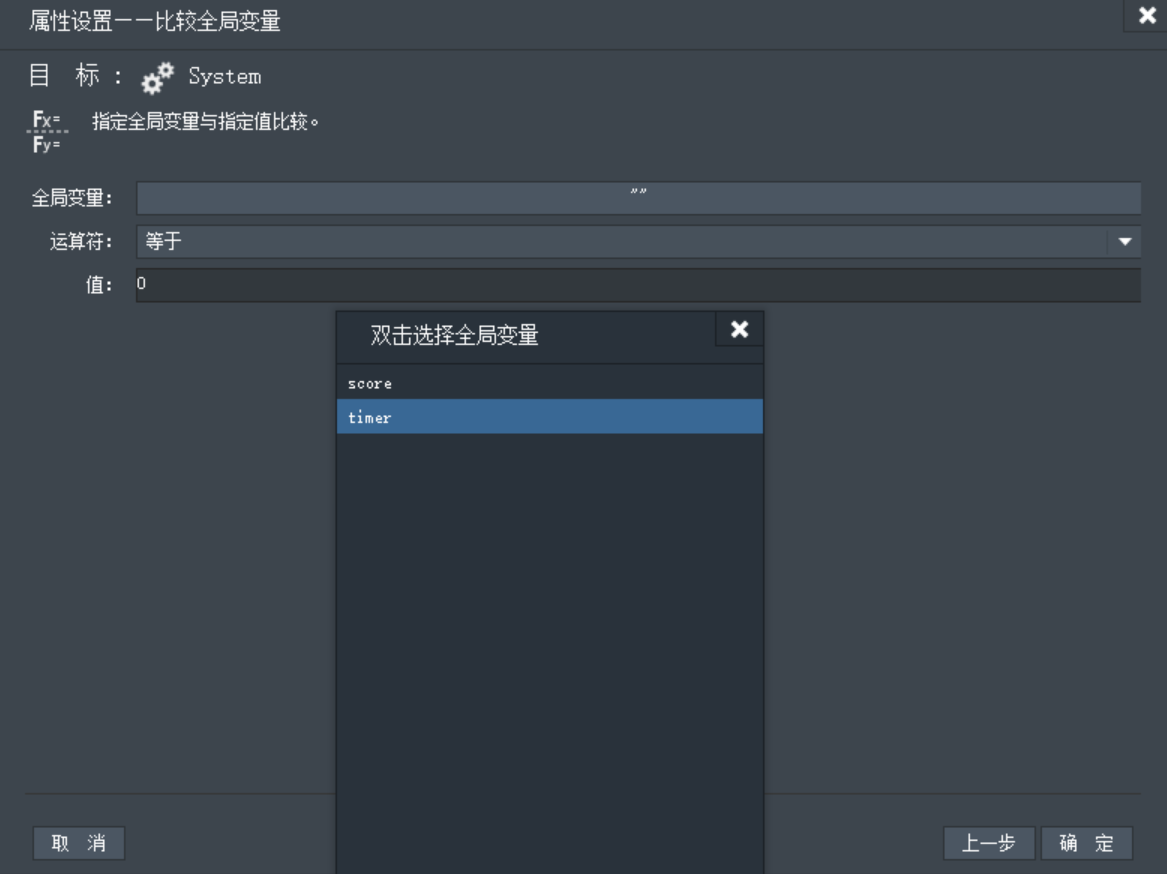 属性设置——比较全局变量
目 标： System
Fx=
Fy=
指定全局变量与指定值比较。
全局变量： ""
运算符： 等于
值： 0
双击选择全局变量
score
timer
取 消
上一步
确 定